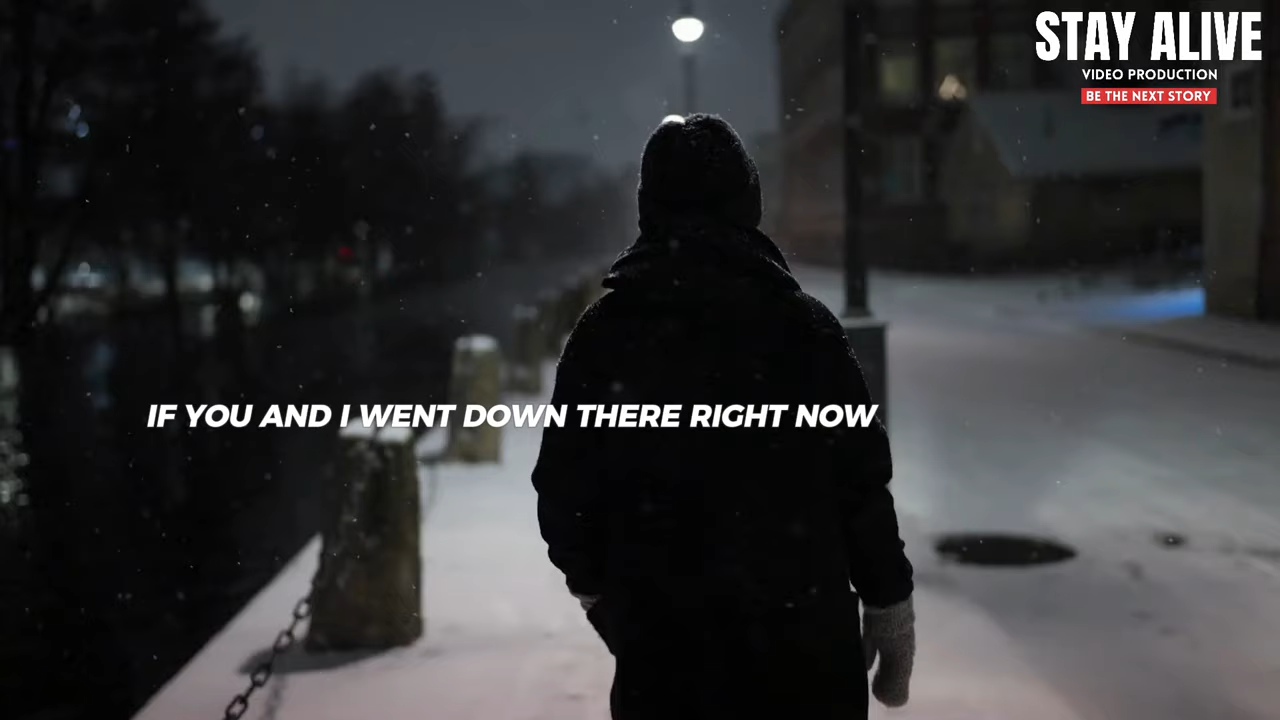 STAY ALIVE
VIDEO PRODUCTION
BE THE NEXT STORY
IF YOU AND I WENT DOWN THERE RIGHT NOW